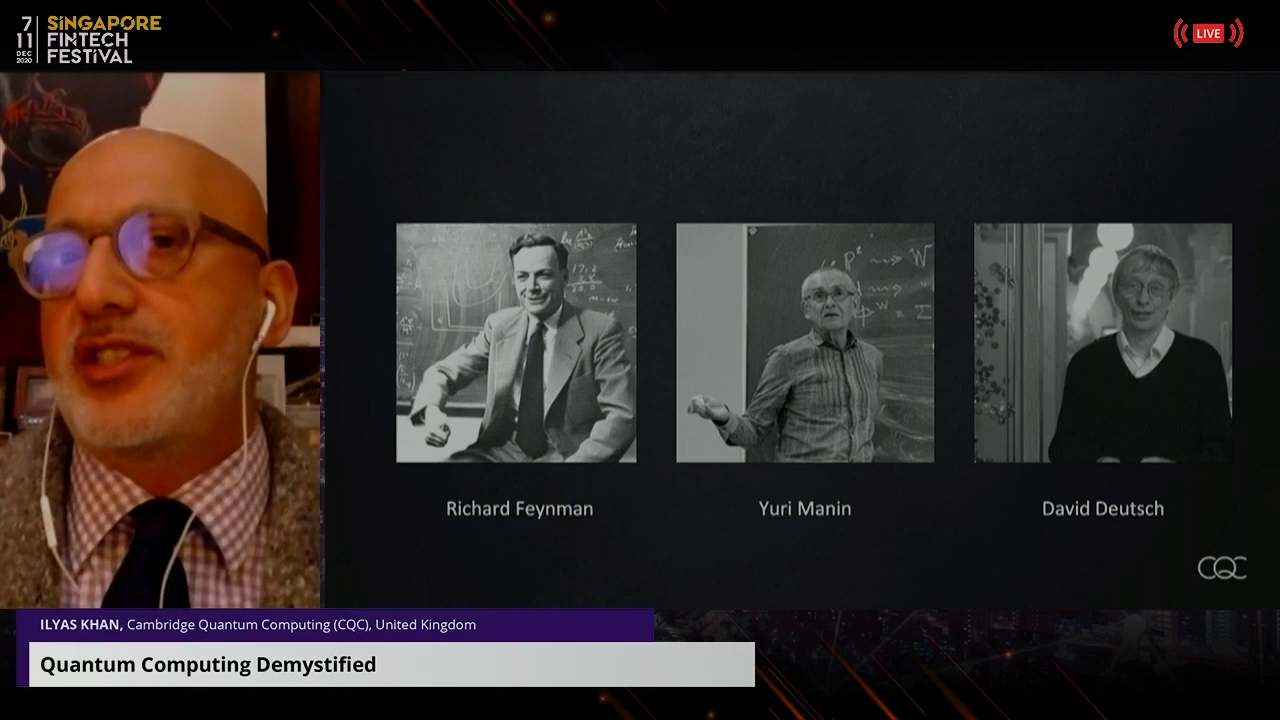 7
11
DEC
2020
SiNGAPORE
FiNTECH
FESTiVAL
LIVE
Richard Feynman
Yuri Manin
David Deutsch
CQC
ILYAS KHAN, Cambridge Quantum Computing (CQC), United Kingdom
Quantum Computing Demystified